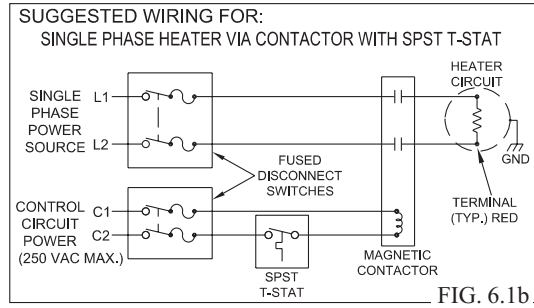 SUGGESTED WIRING FOR:
SINGLE PHASE HEATER VIA CONTACTOR WITH SPST T-STAT
HEATER
CIRCUIT
SINGLE
PHASE
POWER
SOURCE
L1
L2
FUSED
DISCONNECT
SWITCHES
GND
TERMINAL
(TYP.) RED
CONTROL
CIRCUIT
POWER
(250 VAC MAX.)
C1
C2
SPST
T-STAT
MAGNETIC
CONTACTOR
FIG. 6.1b